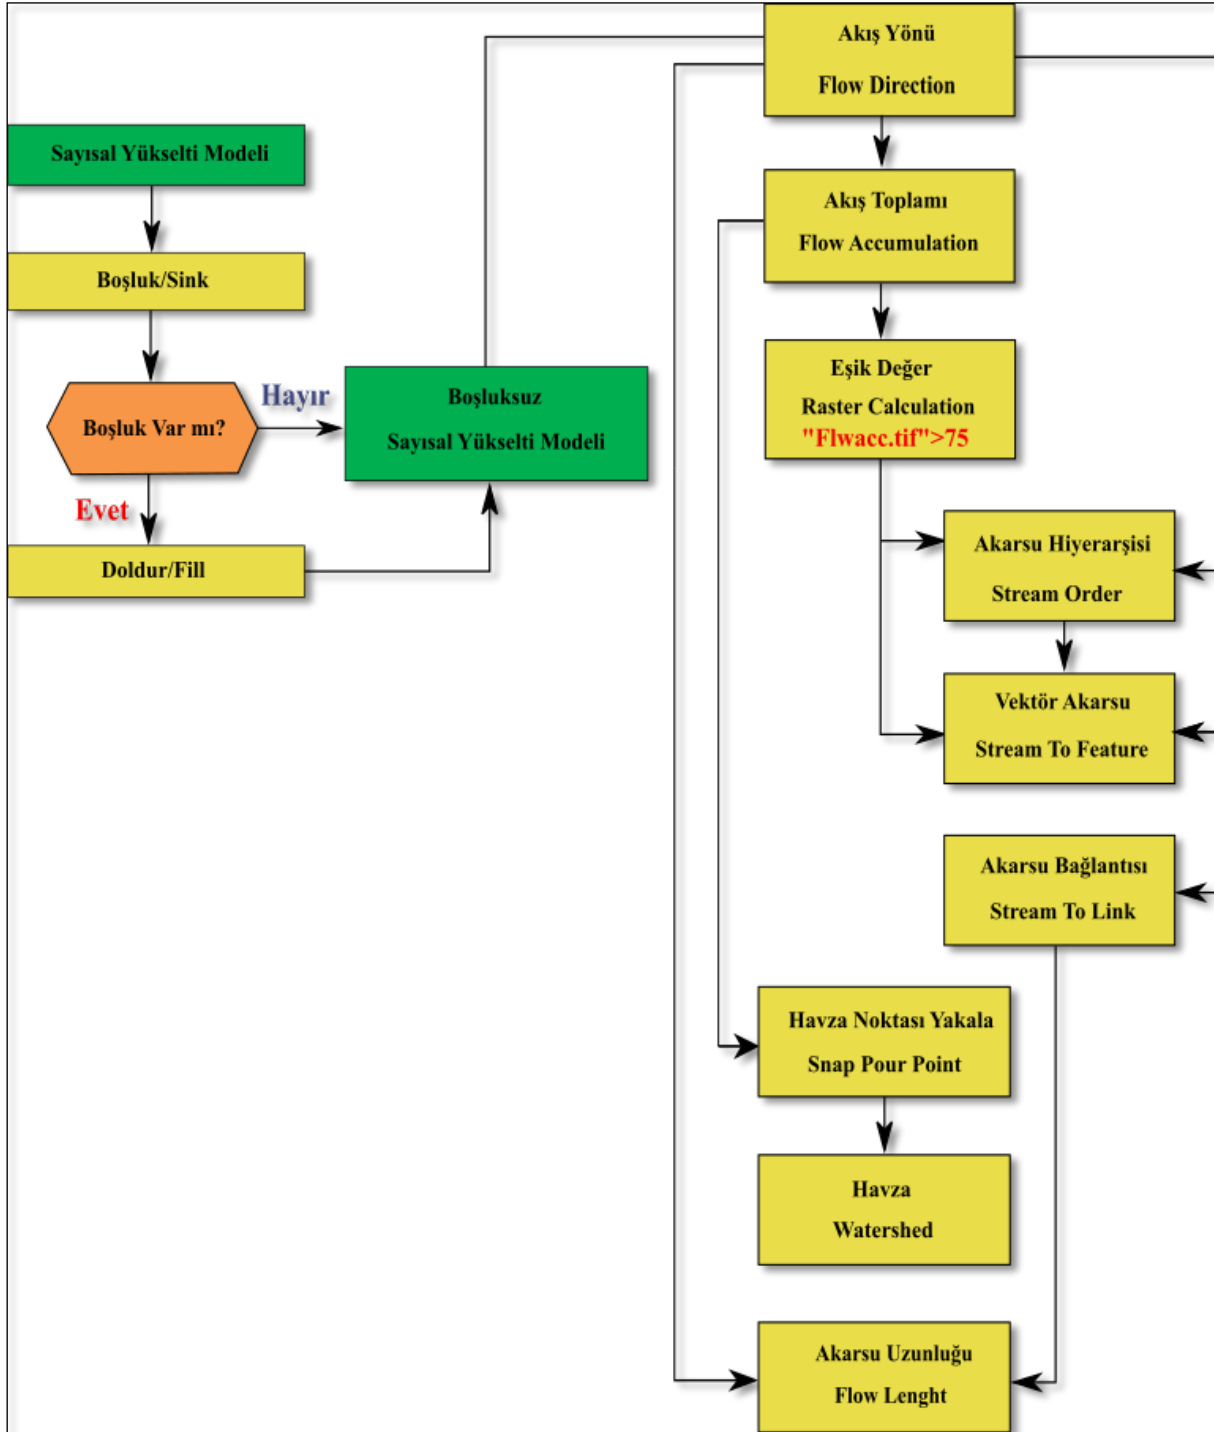 Sayısal Yükselti Modeli
Boşluk/Sink
Boşluk Var mı?
Hayır
Evet
Doldur/Fill
Boşluksuz
Sayısal Yükselti Modeli
Akış Yönü
Flow Direction
Akış Toplamı
Flow Accumulation
Eşik Değer
Raster Calculation
"Flwacc.tif">75
Akarsu Hiyerarşisi
Stream Order
Vektör Akarsu
Stream To Feature
Akarsu Bağlantısı
Stream To Link
Havza Noktası Yakala
Snap Pour Point
Havza
Watershed
Akarsu Uzunluğu
Flow Lenght